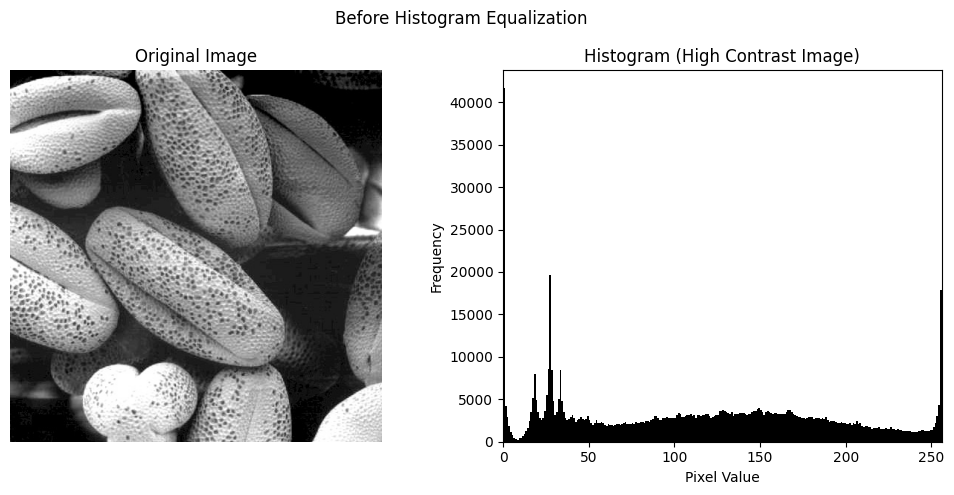 Before Histogram Equalization
Original Image
Histogram (High Contrast Image)
40000
35000
30000
25000
20000
15000
10000
5000
0
Frequency
0 50 100 150 200 250
Pixel Value